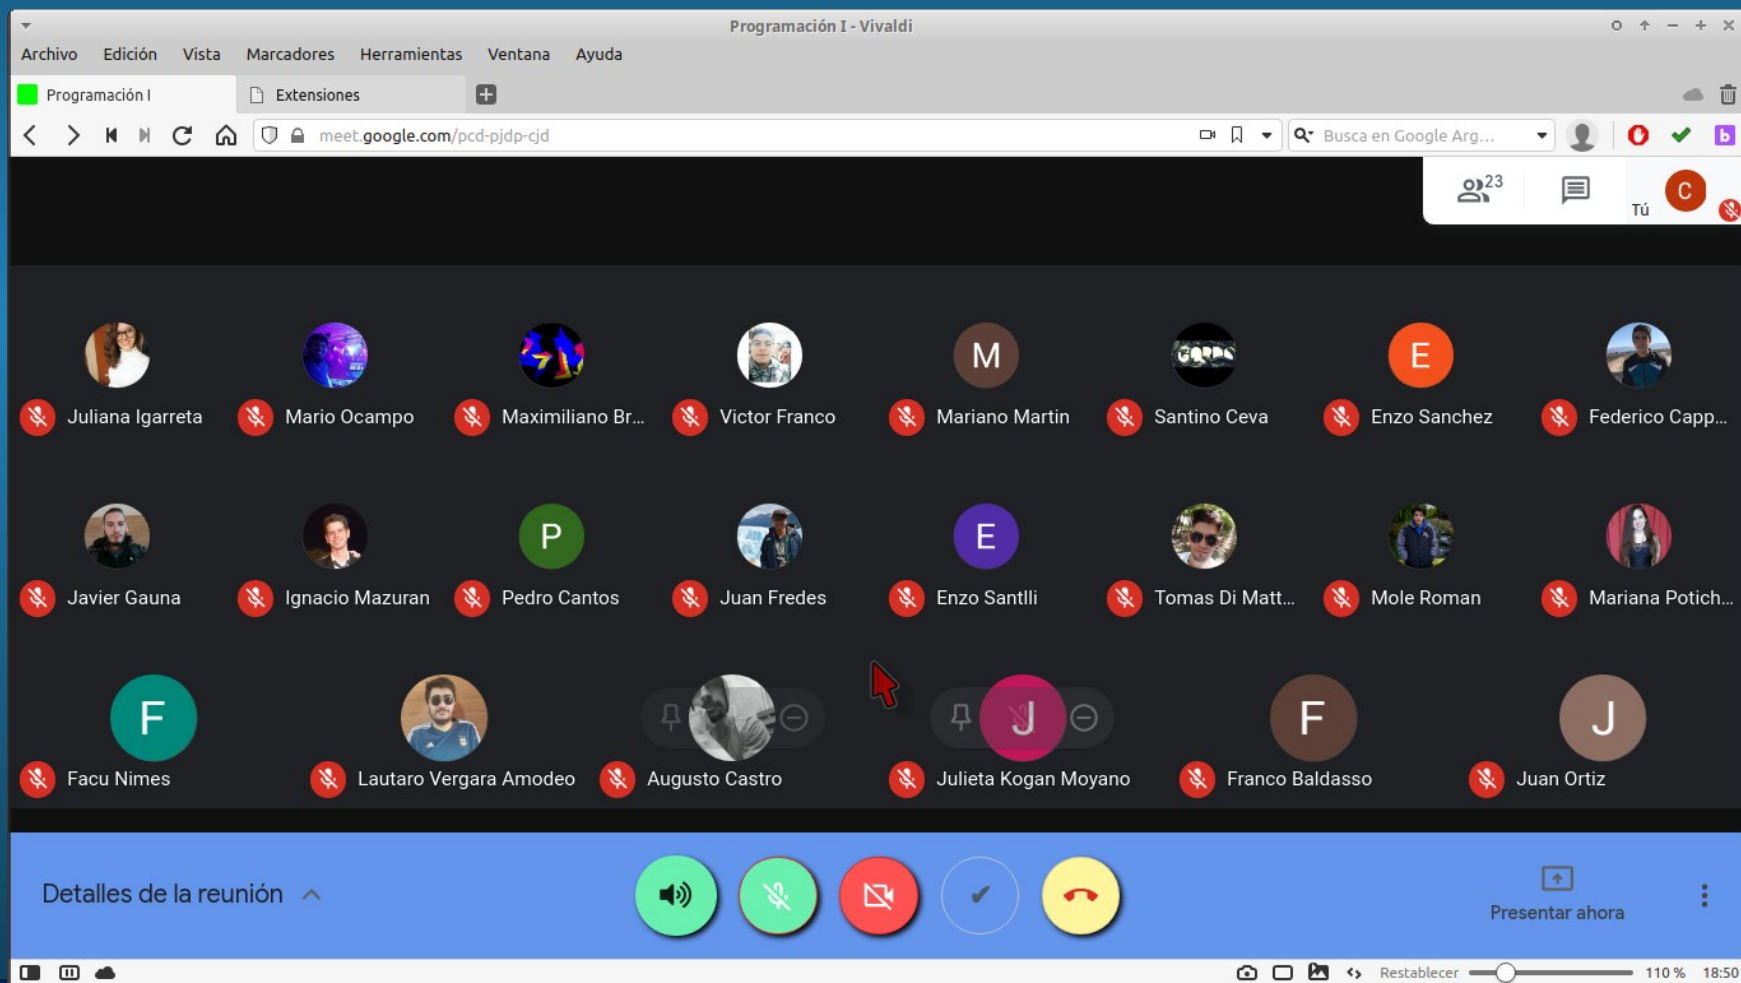 Programación I - Vivaldi
Archivo Edición Vista Marcadores Herramientas Ventana Ayuda
Programación I Extensiones
meet.google.com/pcd-pjdp-cjd Busca en Google Arg... b
23 Tú C
M E
Juliana Igarreta Mario Ocampo Maximiliano Br... Victor Franco Mariano Martin Santino Ceva Enzo Sanchez Federico Capp...
P E
Javier Gauna Ignacio Mazuran Pedro Cantos Juan Fredes Enzo Santlli Tomas Di Matt... Mole Roman Mariana Potich...
F J F J
Facu Nimes Lautaro Vergara Amodeo Augusto Castro Julieta Kogan Moyano Franco Baldasso Juan Ortiz
Detalles de la reunión Presentar ahora
Restablecer 110 % 18:50